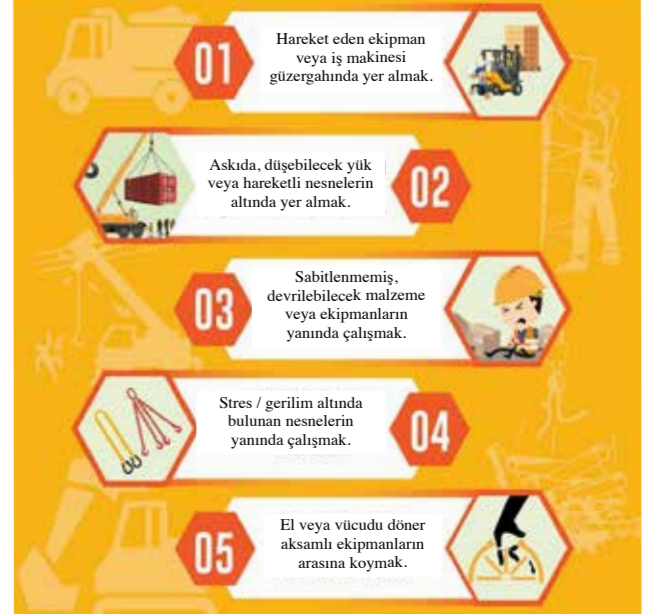 01
Hareket eden ekipman
veya iş makinesi
güzergahında yer almak.
Askıda, düşebilecek yük
veya hareketli nesnelerin
altında yer almak.
02
03
Sabitlenmemiş,
devrilebilecek malzeme
veya ekipmanların
yanında çalışmak.
Stres / gerilim altında
bulunan nesnelerin
yanında çalışmak.
04
05
El veya vücudu döner
aksamlı ekipmanların
arasına koymak.